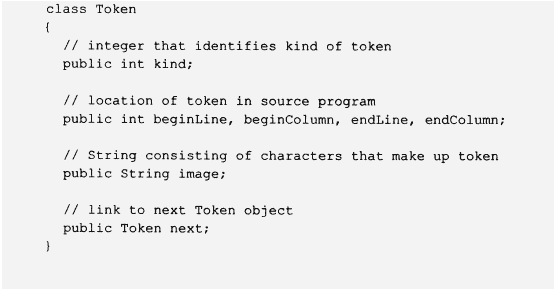 class Token
{
// integer that identifies kind of token
public int kind;
// location of token in source program
public int beginLine, beginColumn, endLine, endColumn;
// String consisting of characters that make up token
public String image;
// link to next Token object
public Token next;
}